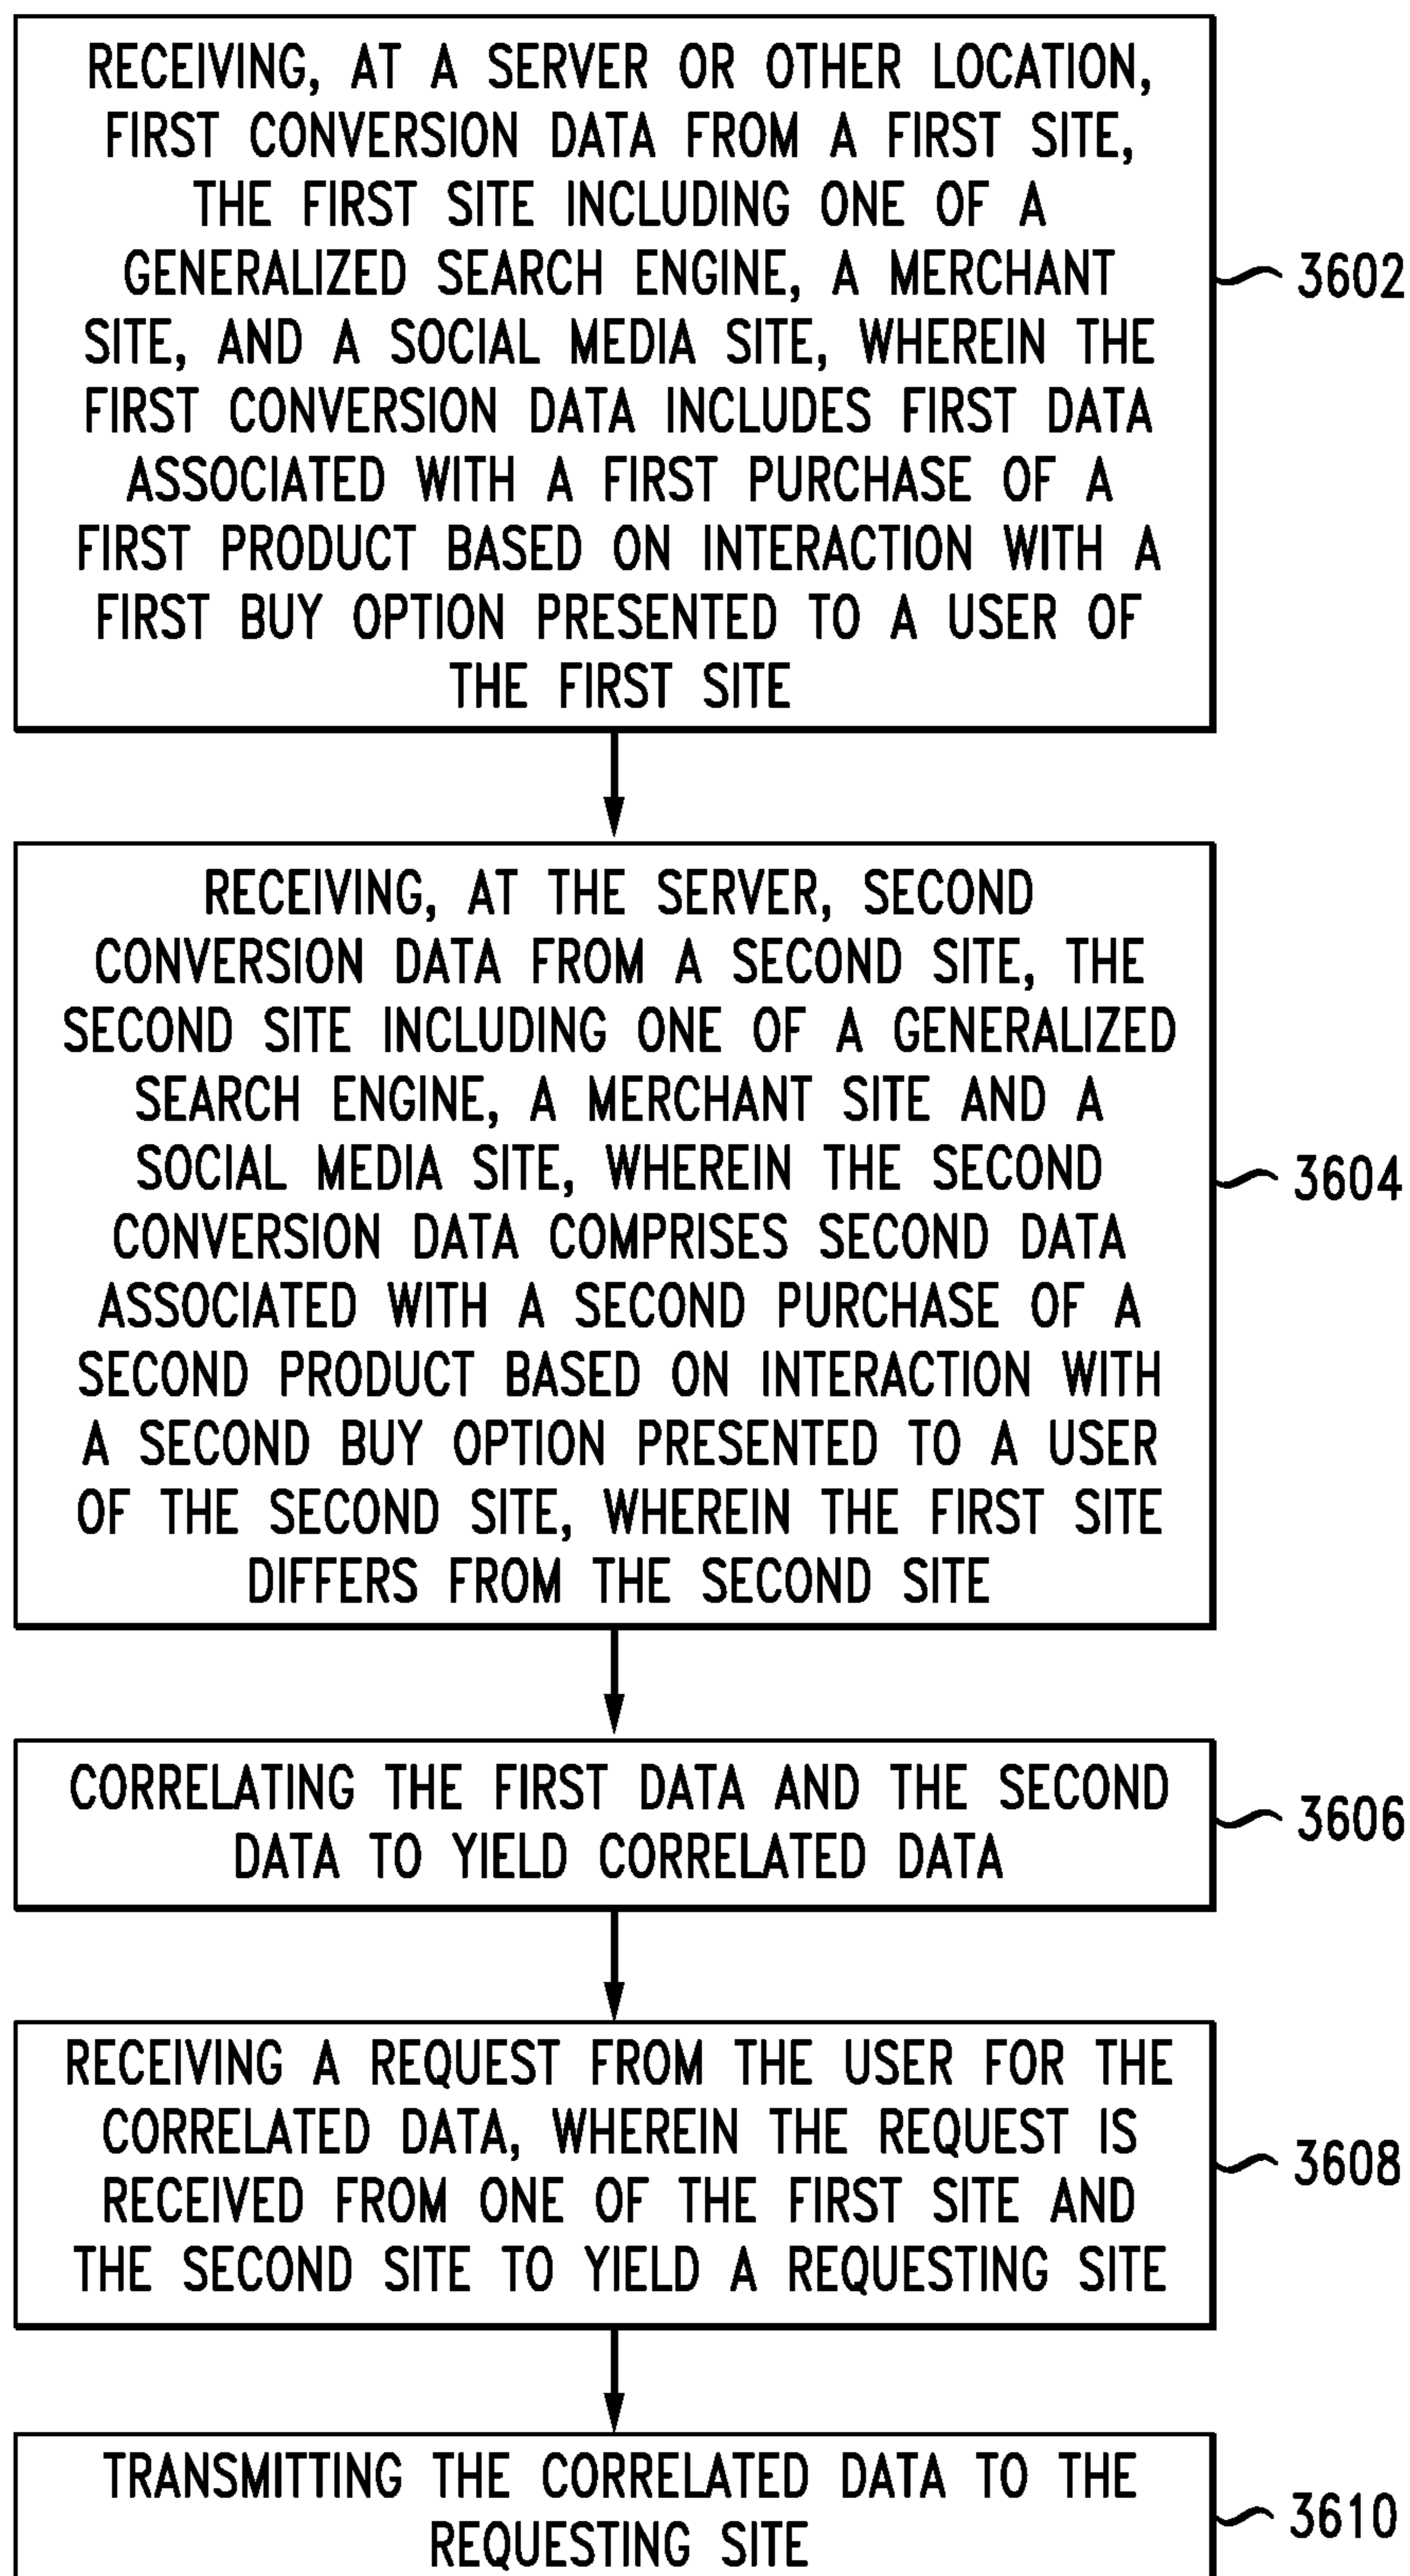 RECEIVING, AT A SERVER OR OTHER LOCATION,
FIRST CONVERSION DATA FROM A FIRST SITE,
THE FIRST SITE INCLUDING ONE OF A
GENERALIZED SEARCH ENGINE, A MERCHANT
SITE, AND A SOCIAL MEDIA SITE, WHEREIN THE
FIRST CONVERSION DATA INCLUDES FIRST DATA
ASSOCIATED WITH A FIRST PURCHASE OF A
FIRST PRODUCT BASED ON INTERACTION WITH A
FIRST BUY OPTION PRESENTED TO A USER OF
THE FIRST SITE
3602
RECEIVING, AT THE SERVER, SECOND
CONVERSION DATA FROM A SECOND SITE, THE
SECOND SITE INCLUDING ONE OF A GENERALIZED
SEARCH ENGINE, A MERCHANT SITE AND A
SOCIAL MEDIA SITE, WHEREIN THE SECOND
CONVERSION DATA COMPRISES SECOND DATA
ASSOCIATED WITH A SECOND PURCHASE OF A
SECOND PRODUCT BASED ON INTERACTION WITH
A SECOND BUY OPTION PRESENTED TO A USER
OF THE SECOND SITE, WHEREIN THE FIRST SITE
DIFFERS FROM THE SECOND SITE
3604
CORRELATING THE FIRST DATA AND THE SECOND
DATA TO YIELD CORRELATED DATA
3606
RECEIVING A REQUEST FROM THE USER FOR THE
CORRELATED DATA, WHEREIN THE REQUEST IS
RECEIVED FROM ONE OF THE FIRST SITE AND
THE SECOND SITE TO YIELD A REQUESTING SITE
3608
TRANSMITTING THE CORRELATED DATA TO THE
REQUESTING SITE
3610